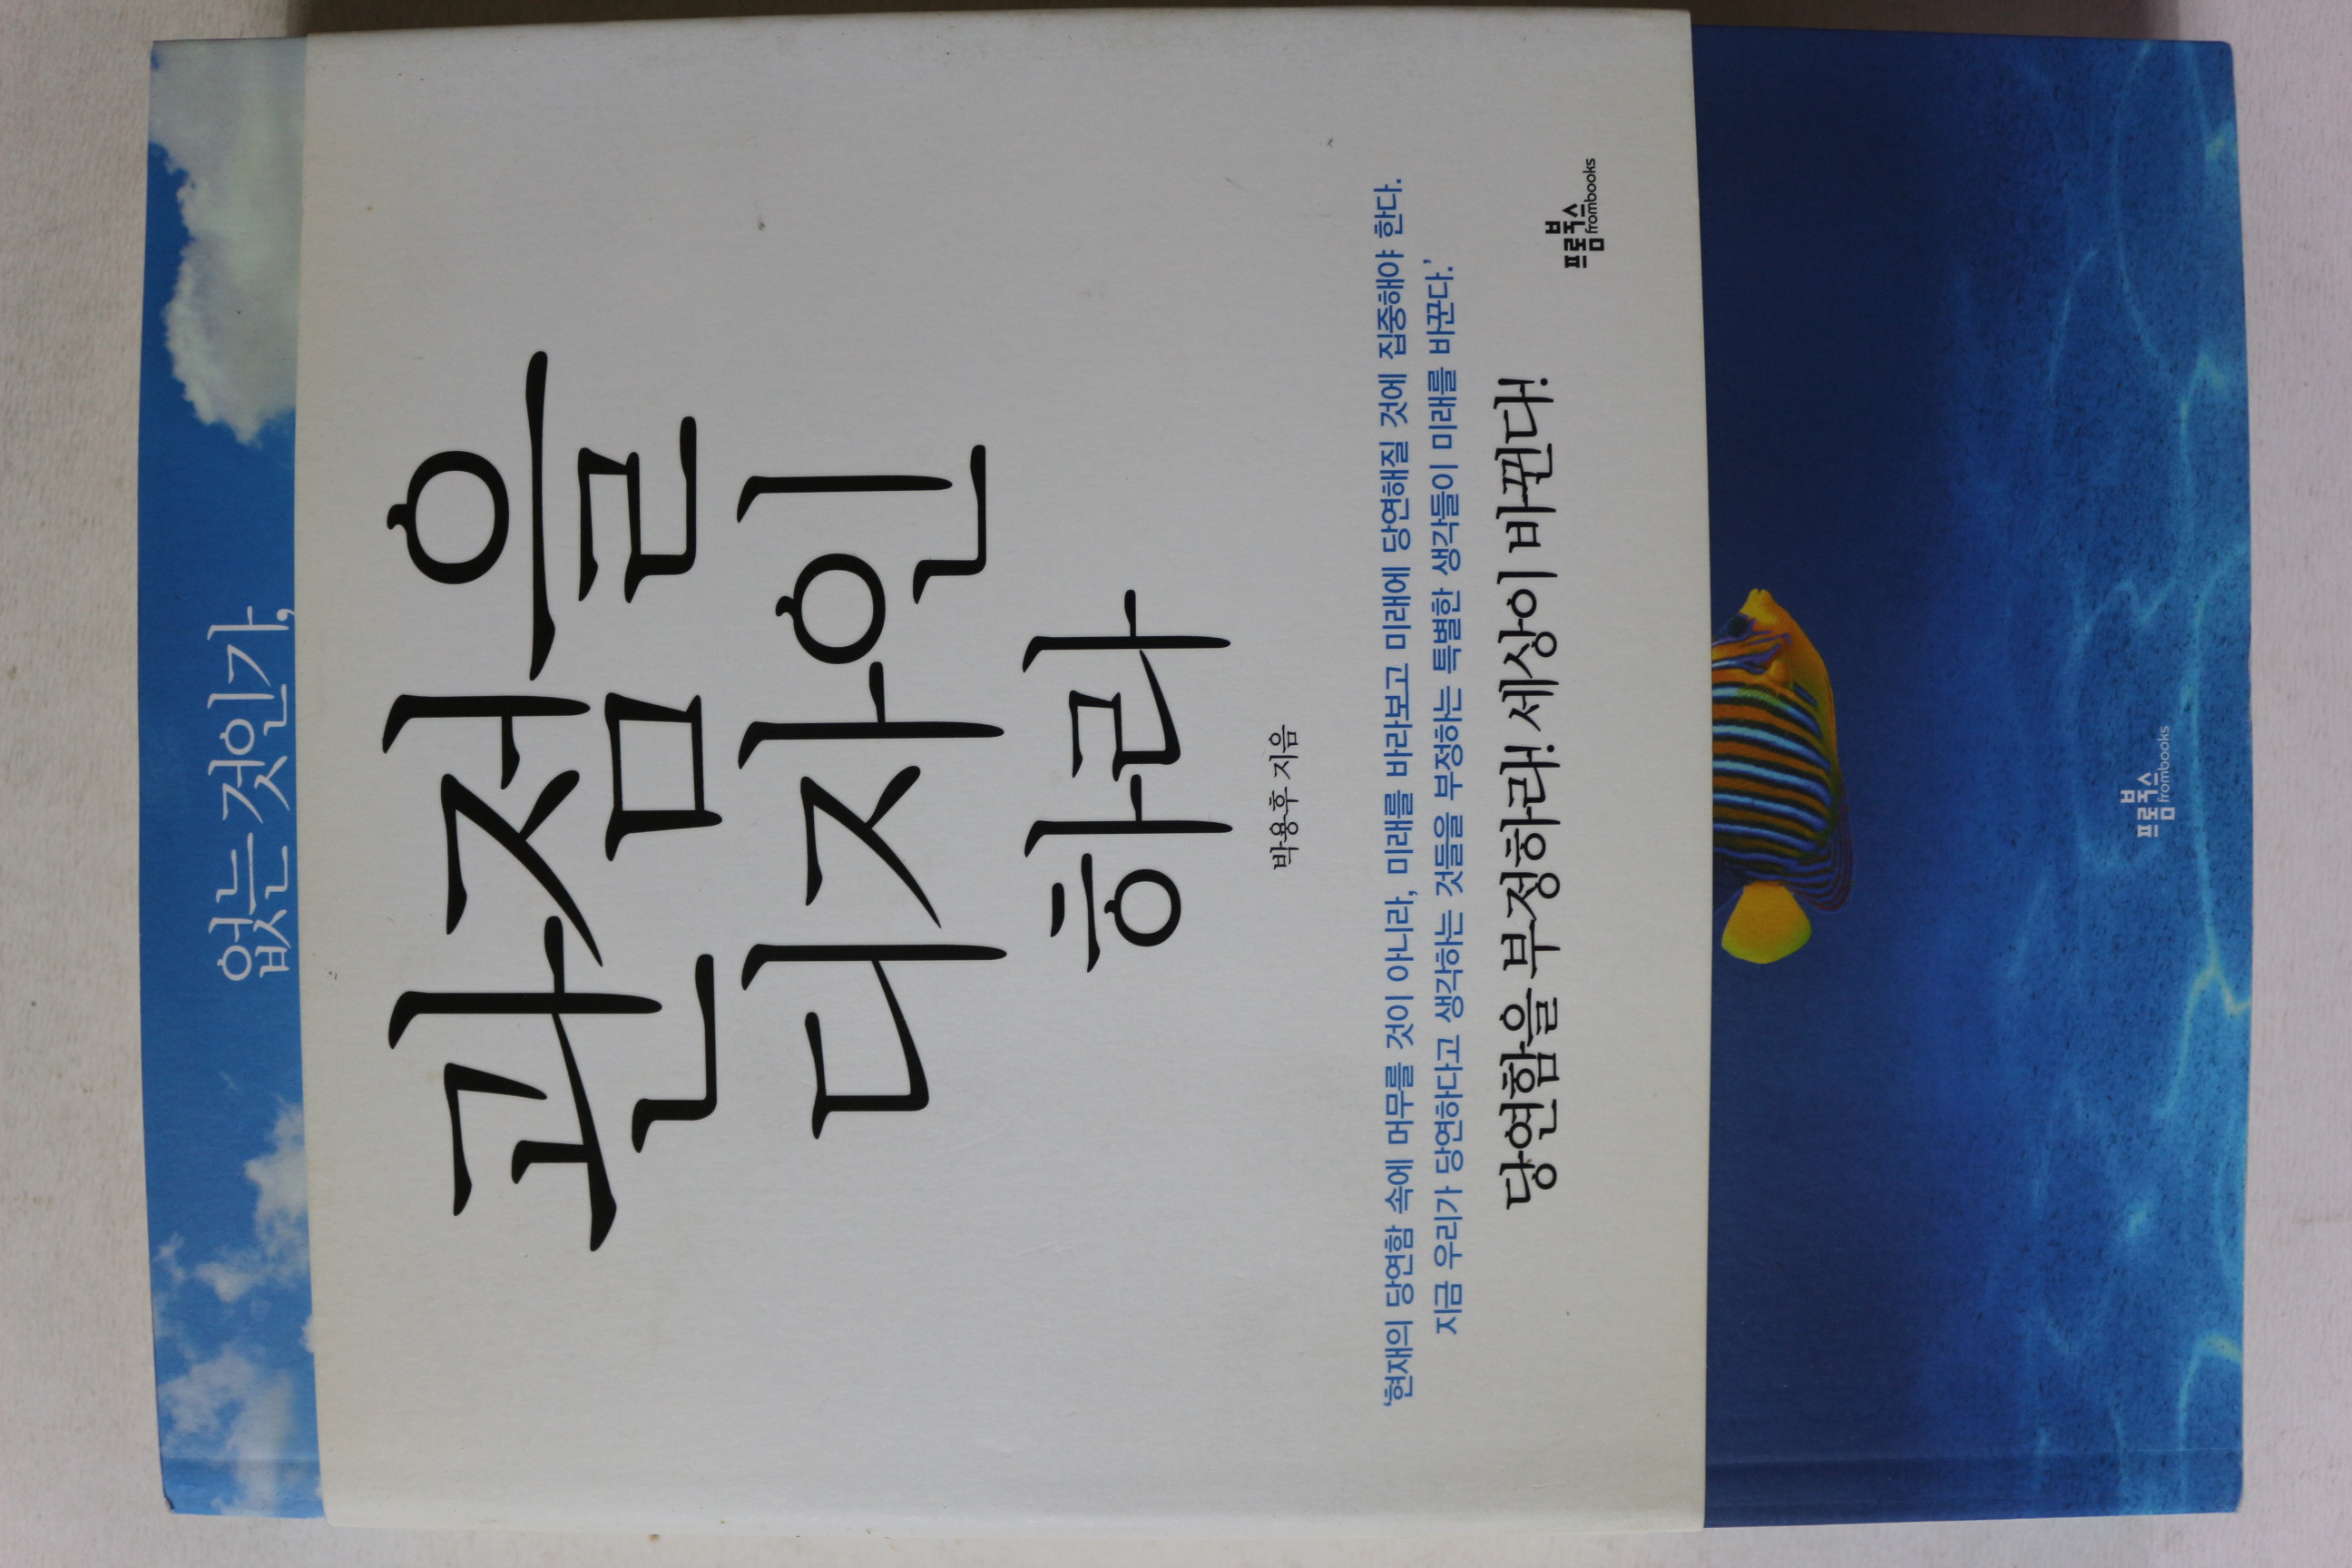 없는 것인가,
관점을
디자인
하라
박용후 지음
‘현재의 당연함 속에 머무를 것이 아니라, 미래를 바라보고 미래에 당연해질 것에 집중해야 한다.
지금 우리가 당연하다고 생각하는 것들을 부정하는 특별한 생각들이 미래를 바꾼다.’
당연함을 부정하라! 세상이 바뀐다!
프롬북스
frombooks
프롬북스
frombooks